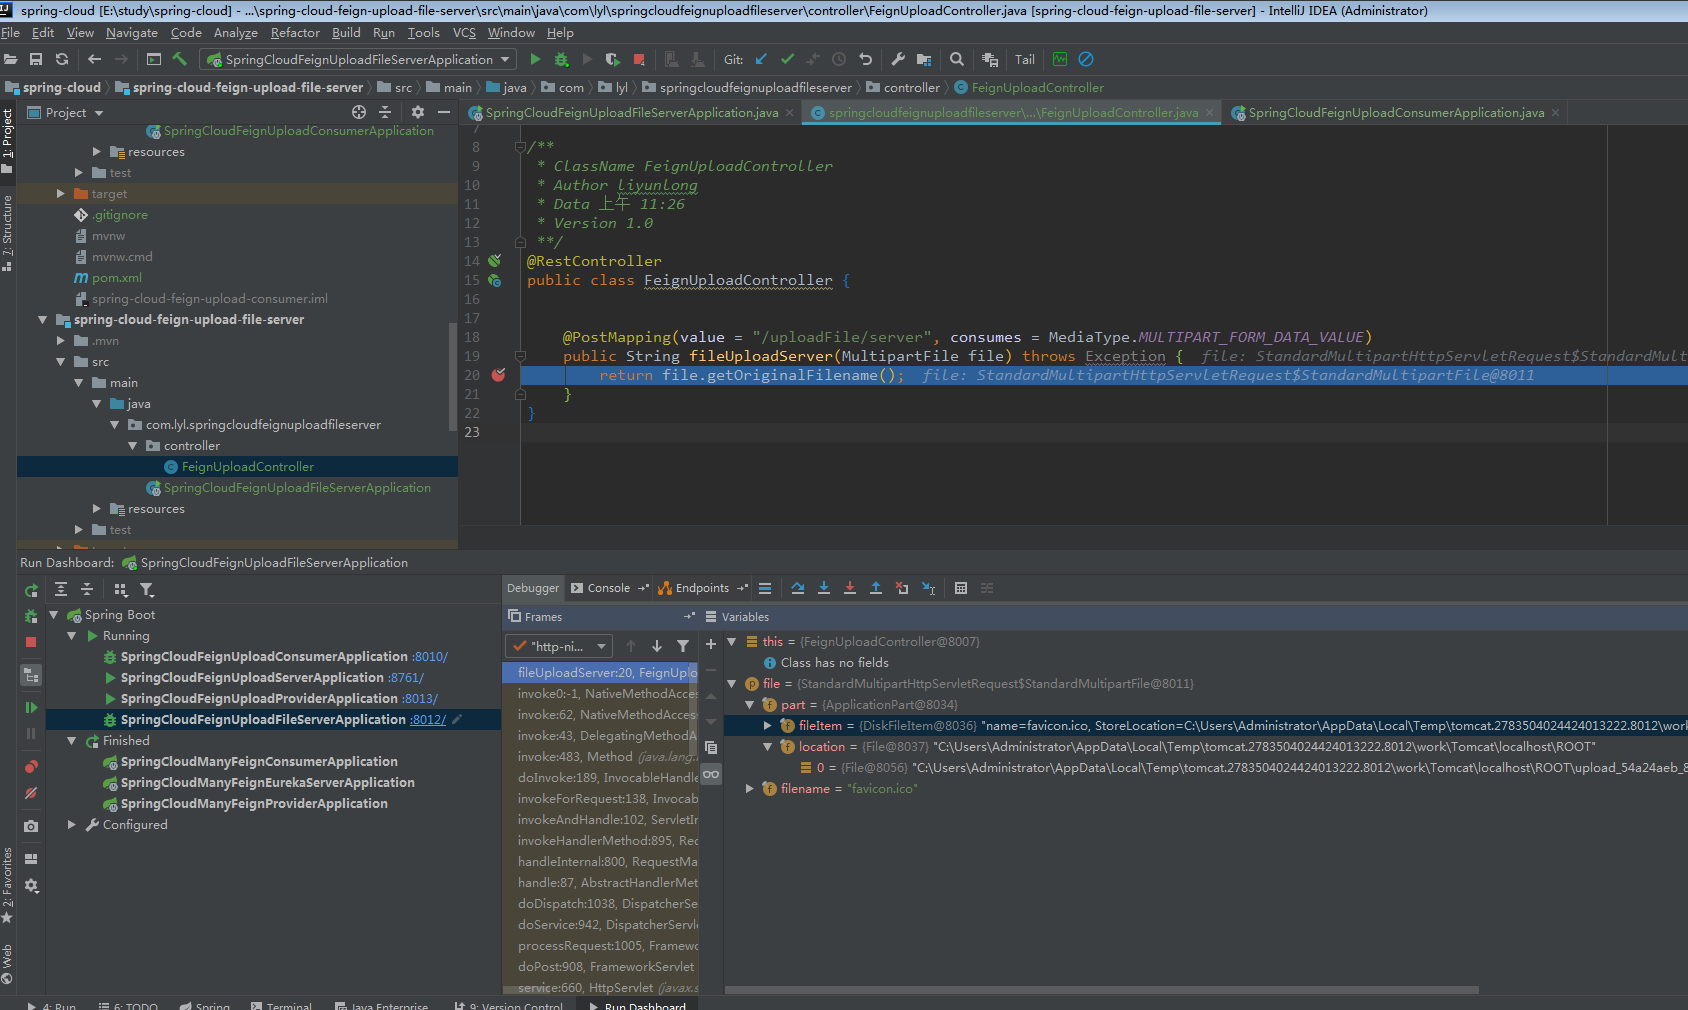 spring-cloud [E:\study\spring-cloud] - ...\spring-cloud-feign-upload-file-server\src\main\java\com\lyl\springcloudfeignuploadfileserver\controller\FeignUploadController.java [spring-cloud-feign-upload-file-server] - IntelliJ IDEA (Administrator)
File Edit View Navigate Code Analyze Refactor Build Run Tools VCS Window Help
SpringCloudFeignUploadFileServerApplication Git: Tail
spring-cloud spring-cloud-feign-upload-file-server src main java com lyl springcloudfeignuploadfileserver controller FeignUploadController
1: Project
7: Structure
2: Favorites
Web
Project
SpringCloudFeignUploadConsumerApplication
resources
test
target
.gitignore
mvnw
mvnw.cmd
pom.xml
spring-cloud-feign-upload-consumer.iml
spring-cloud-feign-upload-file-server
.mvn
src
main
java
com.lyl.springcloudfeignuploadfileserver
controller
FeignUploadController
SpringCloudFeignUploadFileServerApplication
resources
test
SpringCloudFeignUploadFileServerApplication.java springcloudfeignuploadfileserver\...\FeignUploadController.java SpringCloudFeignUploadConsumerApplication.java
7
8 /**
9 * ClassName FeignUploadController
10 * Author liyunlong
11 * Data 上午 11:26
12 * Version 1.0
13 **/
14 @RestController
15 public class FeignUploadController {
16
17
18 @PostMapping(value = "/uploadFile/server", consumes = MediaType.MULTIPART_FORM_DATA_VALUE)
19 public String fileUploadServer(MultipartFile file) throws Exception { file: StandardMultipartHttpServletRequest$StandardMult
20 return file.getOriginalFilename(); file: StandardMultipartHttpServletRequest$StandardMultipartFile@8011
21 }
22 }
23
Run Dashboard: SpringCloudFeignUploadFileServerApplication
Spring Boot
Running
SpringCloudFeignUploadConsumerApplication :8010/
SpringCloudFeignUploadServerApplication :8761/
SpringCloudFeignUploadProviderApplication :8013/
SpringCloudFeignUploadFileServerApplication :8012/
Finished
SpringCloudManyFeignConsumerApplication
SpringCloudManyFeignEurekaServerApplication
SpringCloudManyFeignProviderApplication
Configured
Debugger Console Endpoints
Frames
"http-ni...
fileUploadServer:20, FeignUplo
invoke0:-1, NativeMethodAcces
invoke:62, NativeMethodAcces
invoke:43, DelegatingMethodA
invoke:483, Method (java.lang.
doInvoke:189, InvocableHandle
invokeForRequest:138, Invocab
invokeAndHandle:102, ServletIn
invokeHandlerMethod:895, Rec
handleInternal:800, RequestMa
handle:87, AbstractHandlerMet
doDispatch:1038, DispatcherSe
doService:942, DispatcherServle
processRequest:1005, Framewo
doPost:908, FrameworkServlet
service:660, HttpServlet (javax.s
Variables
this = {FeignUploadController@8007}
Class has no fields
file = {StandardMultipartHttpServletRequest$StandardMultipartFile@8011}
part = {ApplicationPart@8034}
fileItem = {DiskFileItem@8036} "name=favicon.ico, StoreLocation=C:\Users\Administrator\AppData\Local\Temp\tomcat.2783504024424013222.8012\work
location = {File@8037} "C:\Users\Administrator\AppData\Local\Temp\tomcat.2783504024424013222.8012\work\Tomcat\localhost\ROOT"
0 = {File@8056} "C:\Users\Administrator\AppData\Local\Temp\tomcat.2783504024424013222.8012\work\Tomcat\localhost\ROOT\upload_54a24aeb_8
filename = "favicon.ico"
4: Run 6: TODO Spring Terminal Java Enterprise 9: Version Control Run Dashboard